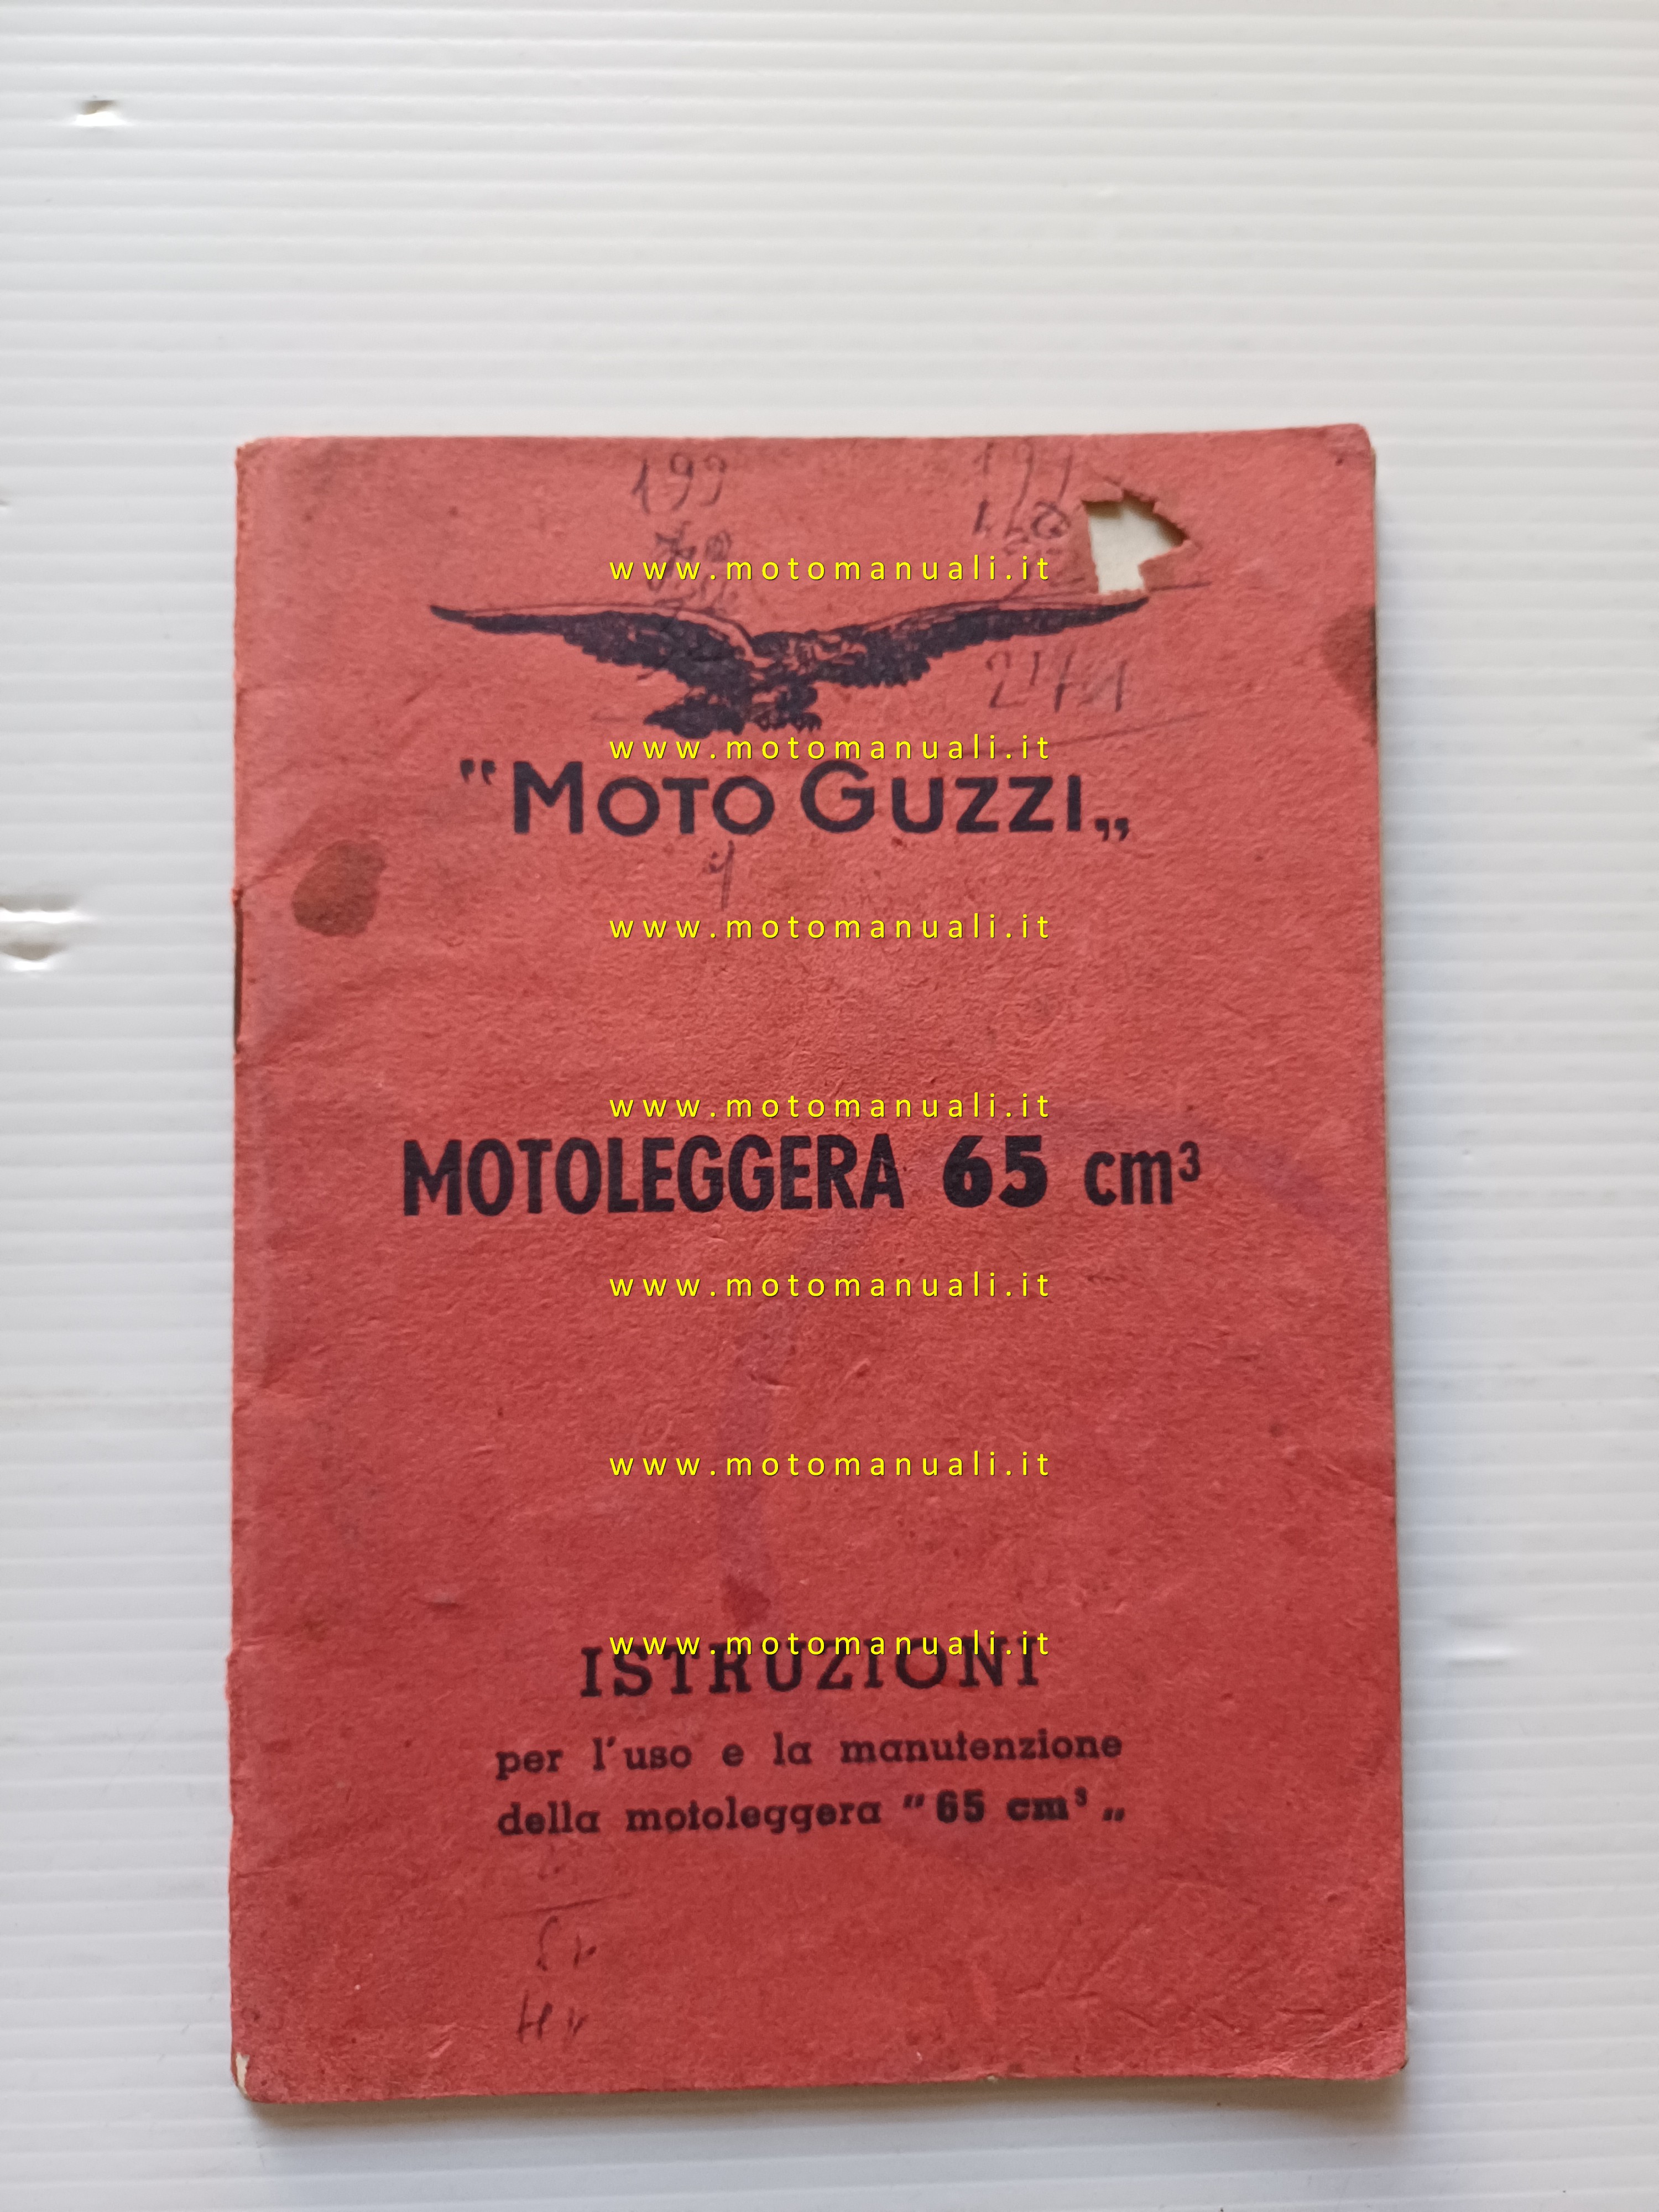 199
www.motomanuali.it
www.motomanuali.it
"MOTO GUZZI„
www.motomanuali.it
www.motomanuali.it
MOTOLEGGERA 65 cm³
www.motomanuali.it
www.motomanuali.it
www.motomanuali.it
ISTRUZIONI
per l'uso e la manutenzione
della motoleggera "65 cm³„